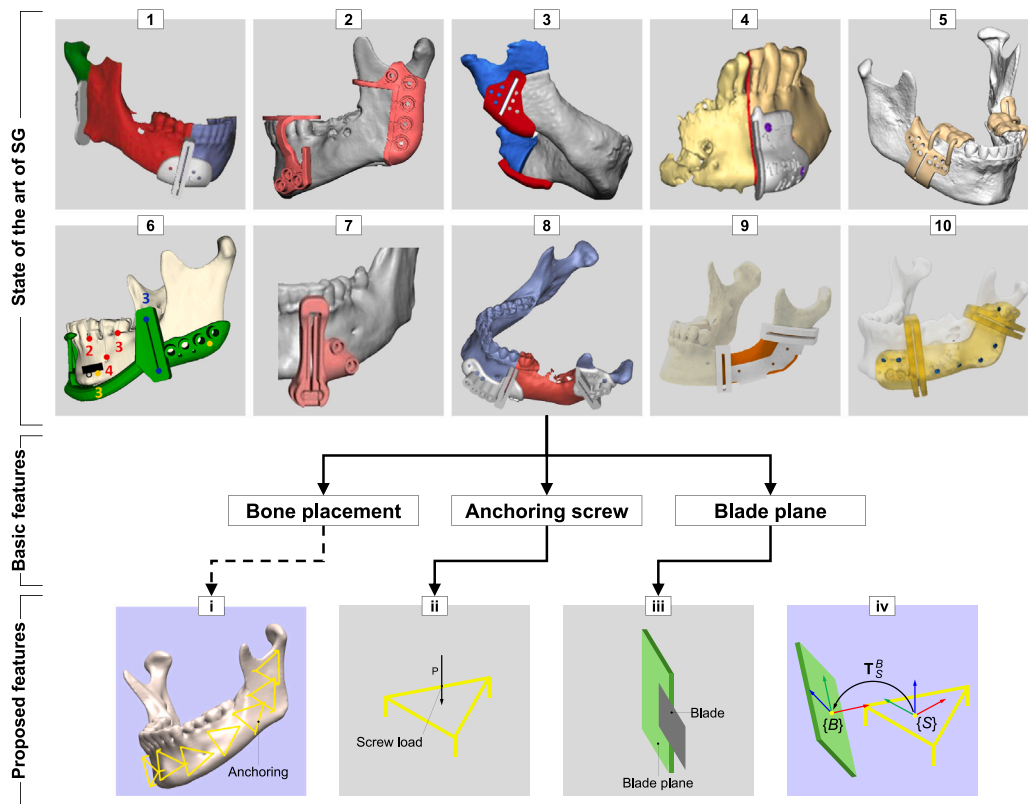 State of the art of SG
1
2
3
4
5
6
7
8
9
10
3
2
3
4
3
Basic features
Bone placement
Anchoring screw
Blade plane
Proposed features
i
ii
iii
iv
Anchoring
P
Screw load
Blade
Blade plane
T_S^B
{B}
{S}